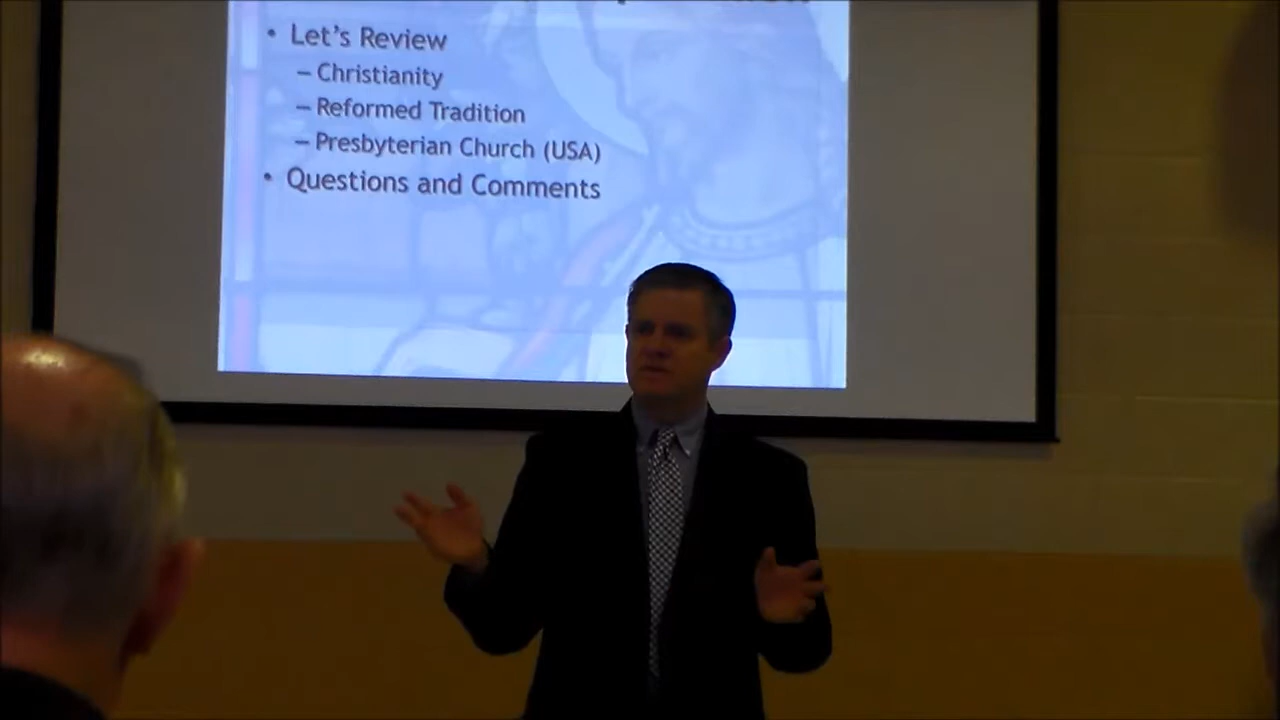 • Let's Review
– Christianity
– Reformed Tradition
– Presbyterian Church (USA)
• Questions and Comments